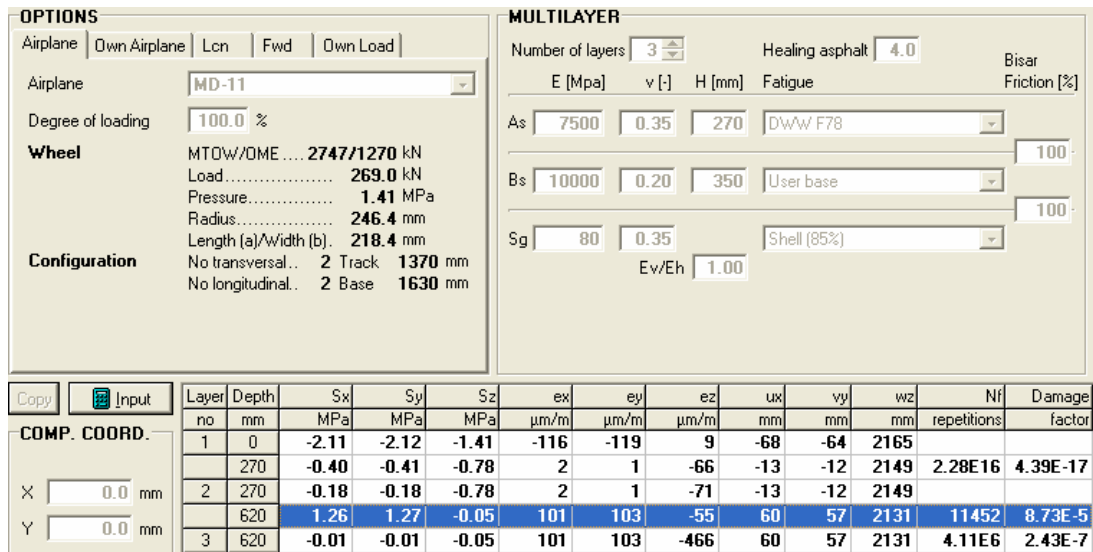 OPTIONS
Airplane Own Airplane Lcn Fwd Own Load
Airplane MD-11
Degree of loading 100.0 %
Wheel MTOW/OME .... 2747/1270 kN
Load................... 269.0 kN
Pressure............... 1.41 MPa
Radius................. 246.4 mm
Length (a)/Width (b). 218.4 mm
Configuration No transversal.. 2 Track 1370 mm
No longitudinal.. 2 Base 1630 mm
MULTILAYER
Number of layers 3 Healing asphalt 4.0
Bisar
E [Mpa] v [-] H [mm] Fatigue Friction [%]
As 7500 0.35 270 DWW F78
100
Bs 10000 0.20 350 User base
100
Sg 80 0.35 Shell (85%)
Ev/Eh 1.00
Copy Input
COMP. COORD.
X 0.0 mm
Y 0.0 mm
Layer Depth Sx Sy Sz ex ey ez ux vy wz Nf Damage
no mm MPa MPa MPa µm/m µm/m µm/m mm mm mm repetitions factor
1 0 -2.11 -2.12 -1.41 -116 -119 9 -68 -64 2165
270 -0.40 -0.41 -0.78 2 1 -66 -13 -12 2149 2.28E16 4.39E-17
2 270 -0.18 -0.18 -0.78 2 1 -71 -13 -12 2149
620 1.26 1.27 -0.05 101 103 -55 60 57 2131 11452 8.73E-5
3 620 -0.01 -0.01 -0.05 101 103 -466 60 57 2131 4.11E6 2.43E-7